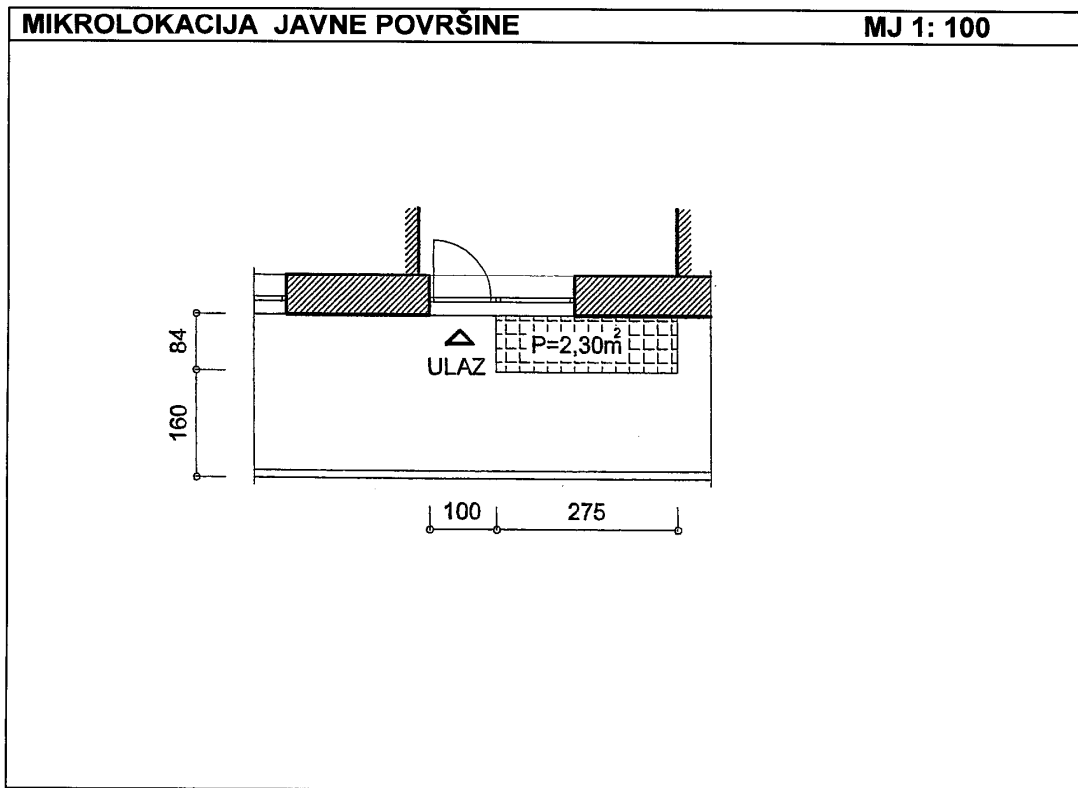 MIKROLOKACIJA JAVNE POVRŠINE
MJ 1: 100
P=2,30m²
84
ULAZ
160
100
275